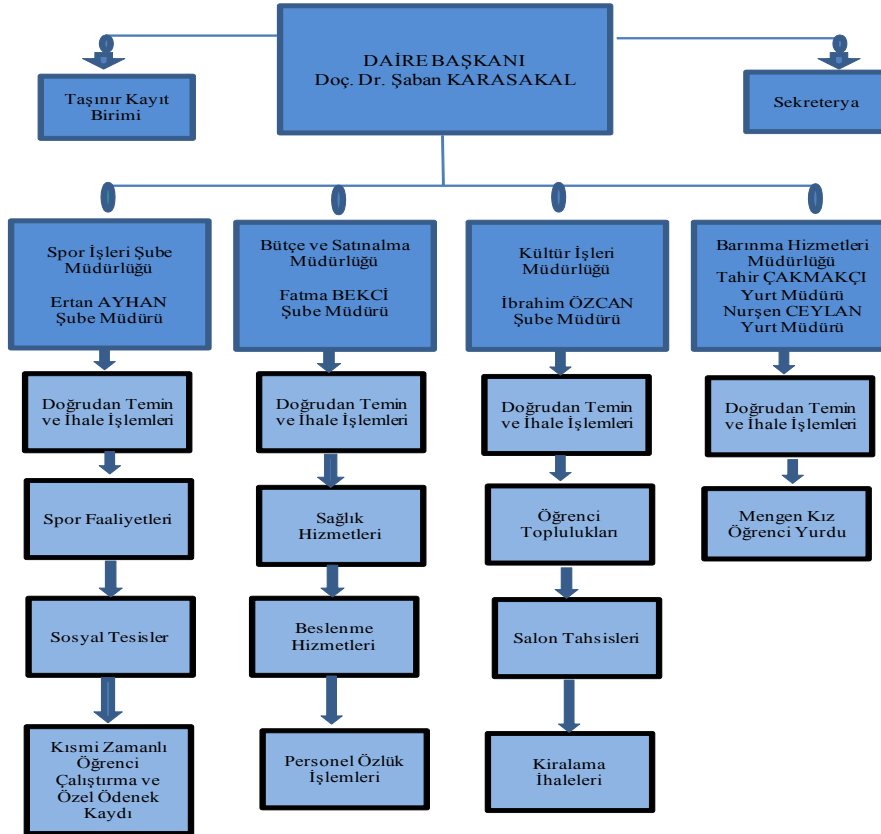 DAİRE BAŞKANI
Doç. Dr. Şaban KARASAKAL
Taşınır Kayıt
Birimi
Sekreterya
Spor İşleri Şube
Müdürlüğü
Ertan AYHAN
Şube Müdürü
Bütçe ve Satınalma
Müdürlüğü
Fatma BEKCİ
Şube Müdürü
Kültür İşleri
Müdürlüğü
İbrahim ÖZCAN
Şube Müdürü
Barınma Hizmetleri
Müdürlüğü
Tahir ÇAKMAKÇI
Yurt Müdürü
Nurşen CEYLAN
Yurt Müdürü
Doğrudan Temin
ve İhale İşlemleri
Doğrudan Temin
ve İhale İşlemleri
Doğrudan Temin
ve İhale İşlemleri
Doğrudan Temin
ve İhale İşlemleri
Spor Faaliyetleri
Sağlık
Hizmetleri
Öğrenci
Toplulukları
Mengen Kız
Öğrenci Yurdu
Sosyal Tesisler
Beslenme
Hizmetleri
Salon Tahsisleri
Kısmi Zamanlı
Öğrenci
Çalıştırma ve
Özel Ödenek
Kaydı
Personel Özlük
İşlemleri
Kiralama
İhaleleri